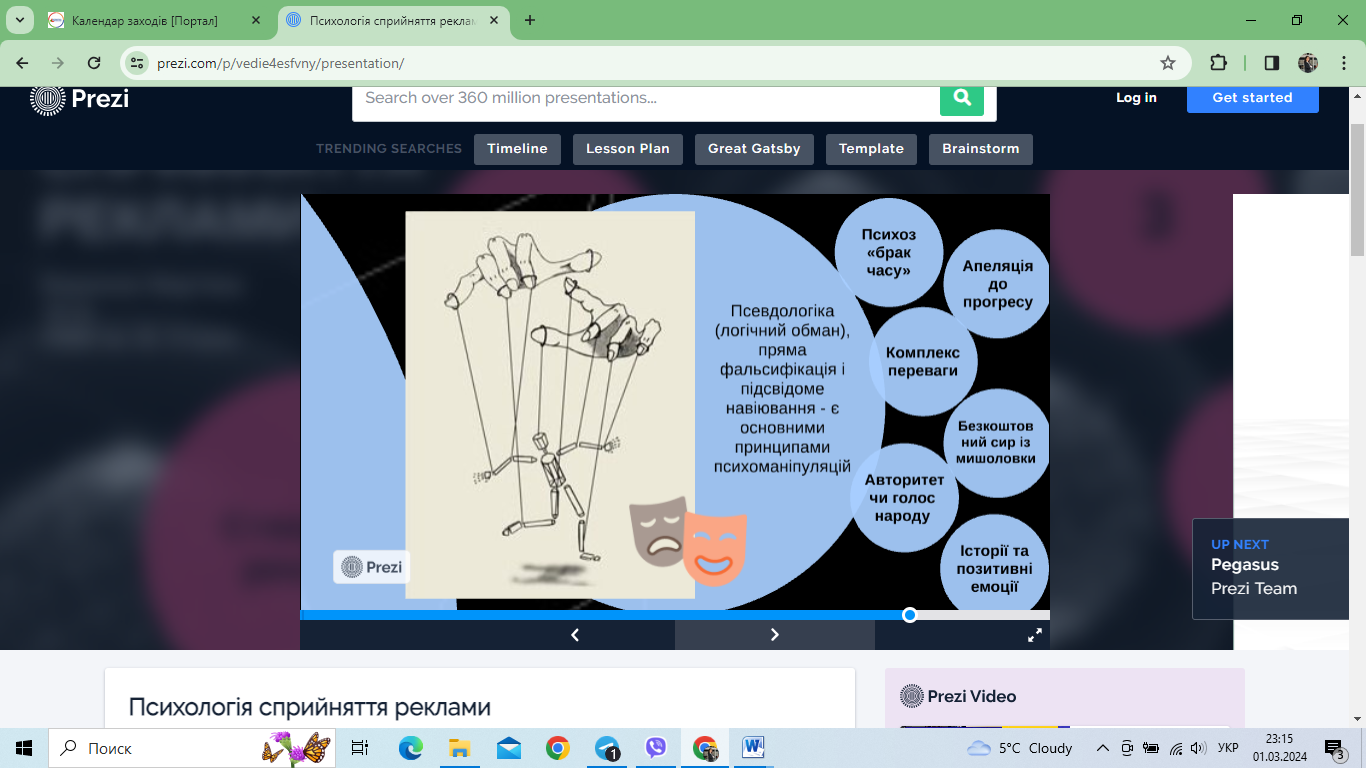 Календар заходів [Портал]
Психологія сприйняття реклам
prezi.com/p/vedie4esfvny/presentation/
Prezi
Search over 360 million presentations...
Log in
Get started
TRENDING SEARCHES
Timeline
Lesson Plan
Great Gatsby
Template
Brainstorm
Псевдологіка
(логічний обман),
пряма
фальсифікація і
підсвідоме
навіювання - є
основними
принципами
психоманіпуляцій
Психоз
«брак
часу»
Апеляція
до
прогресу
Комплекс
переваги
Безкоштов
ний сир із
мишоловки
Авторитет
чи голос
народу
Історії та
позитивні
емоції
Prezi
UP NEXT
Pegasus
Prezi Team
Психологія сприйняття реклами
Prezi Video
Поиск
1
5°C Cloudy
УКР
23:15
01.03.2024
3